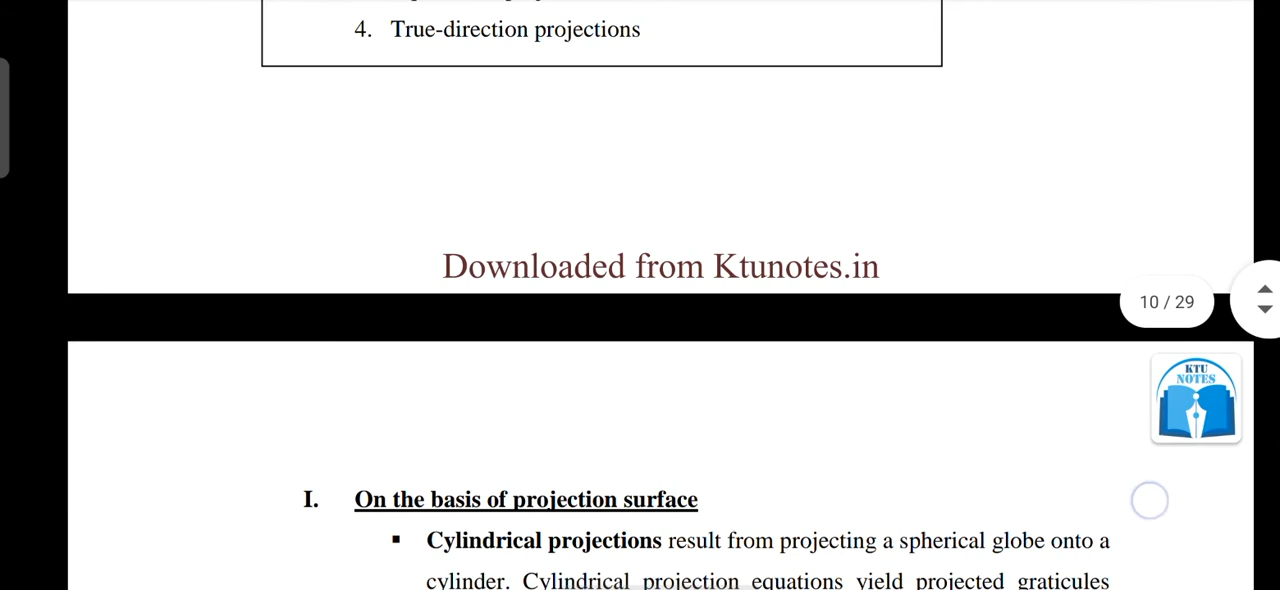 4. True-direction projections
Downloaded from Ktunotes.in
10 / 29
KTU
NOTES
I. On the basis of projection surface
▪ Cylindrical projections result from projecting a spherical globe onto a
cylinder. Cylindrical projection equations yield projected graticules